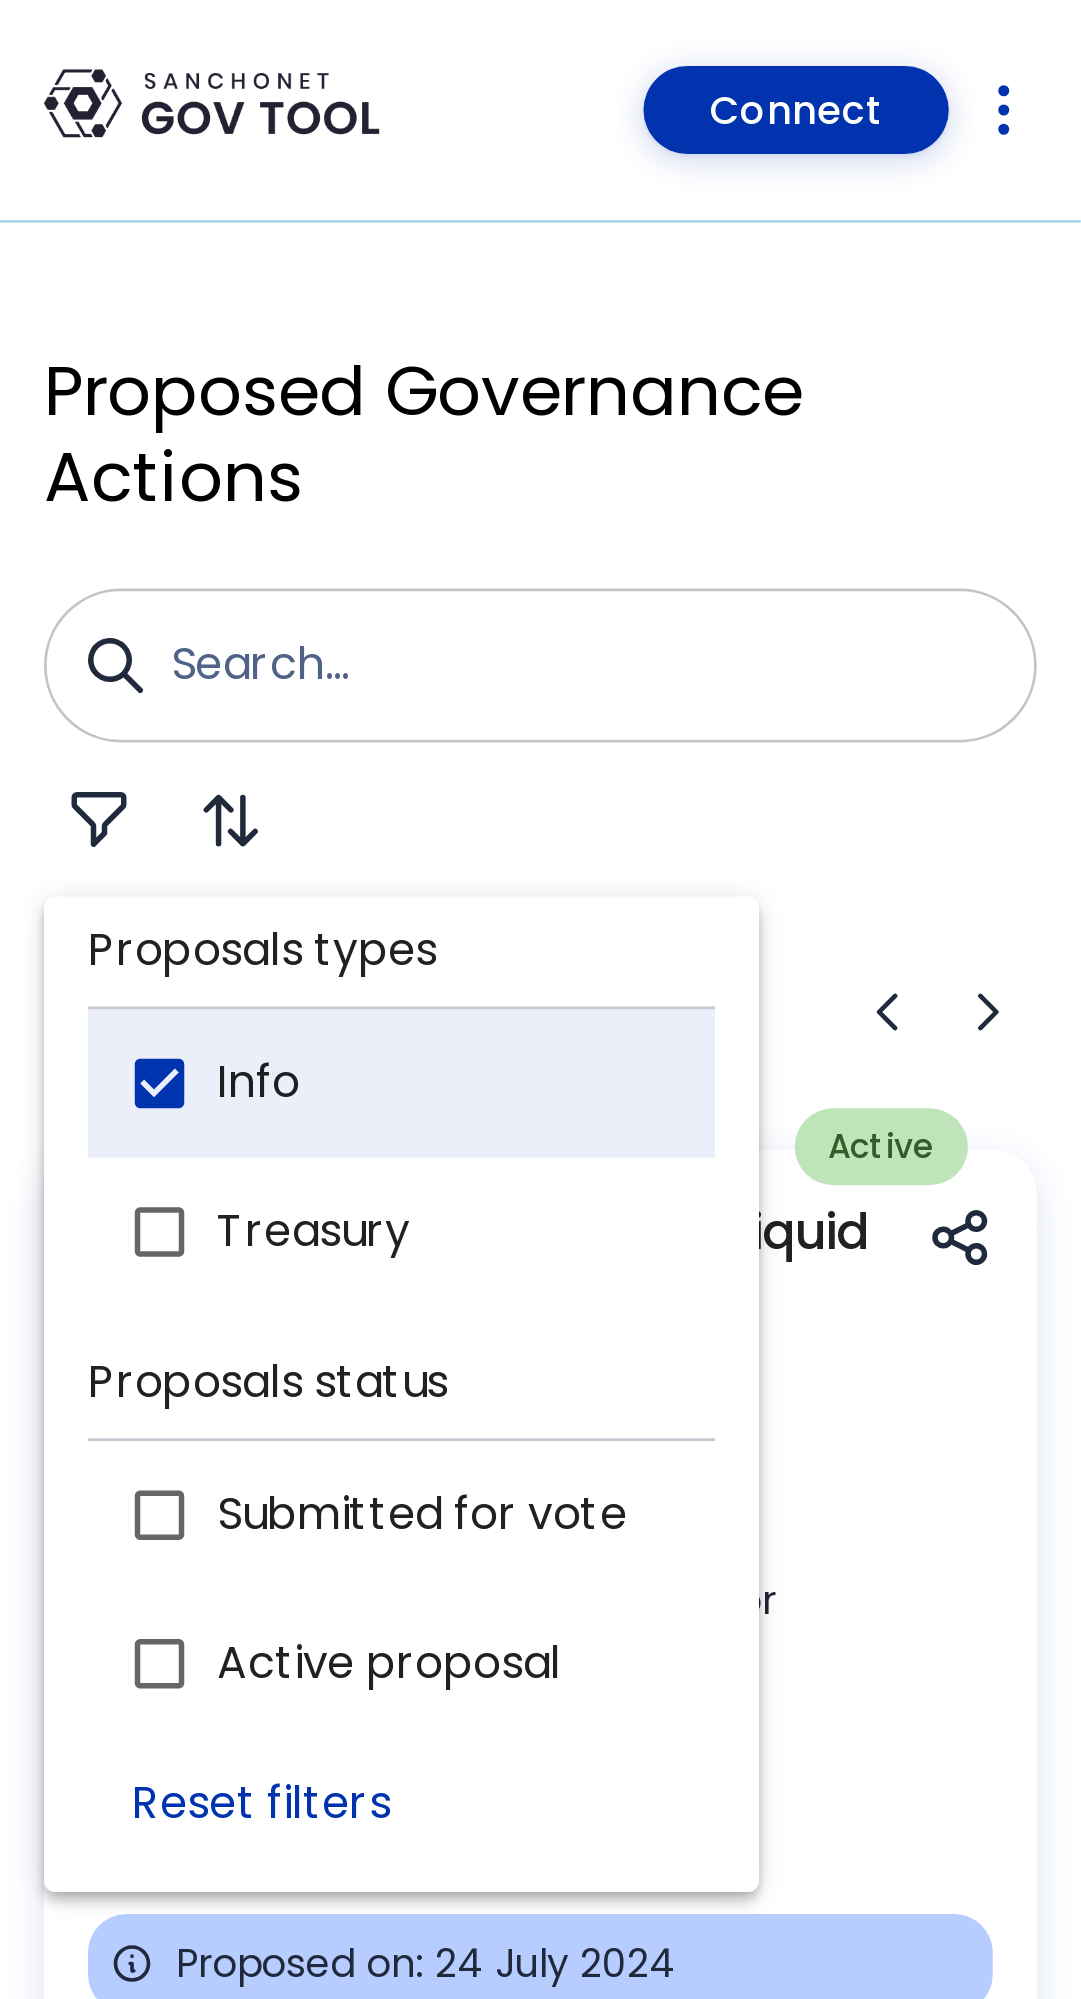 SANCHONET
GOV TOOL
Connect
Proposed Governance
Actions
Search...
Proposals types
Info
Treasury
Proposals status
Submitted for vote
Active proposal
Reset filters
Active
Proposed on: 24 July 2024